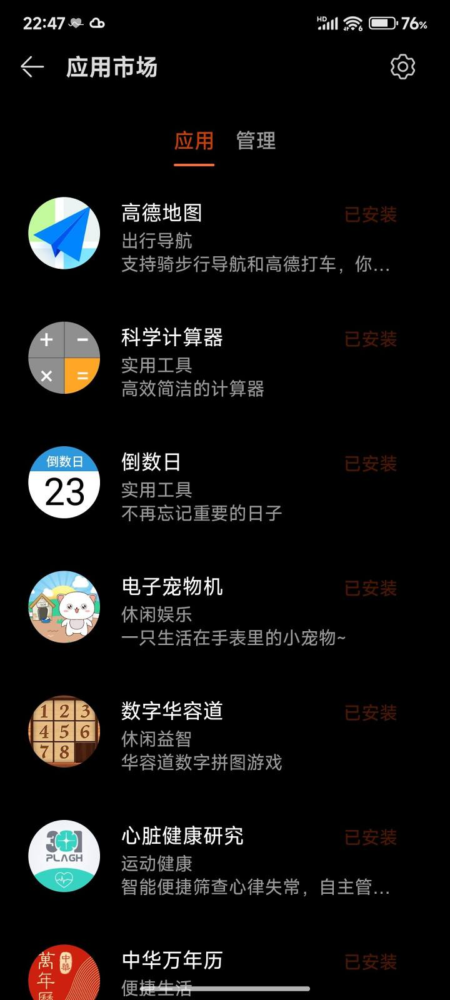 22:47
HD 6 76%
应用市场
应用 管理
高德地图 已安装
出行导航
支持骑步行导航和高德打车，你...
+ −
× =
科学计算器 已安装
实用工具
高效简洁的计算器
倒数日
23
倒数日 已安装
实用工具
不再忘记重要的日子
电子宠物机 已安装
休闲娱乐
一只生活在手表里的小宠物~
1 2 3
4 5 6
7 8
数字华容道 已安装
休闲益智
华容道数字拼图游戏
301
PLAGH
心脏健康研究 已安装
运动健康
智能便捷筛查心律失常，自主管...
萬年曆
中華
中华万年历 已安装
便捷生活